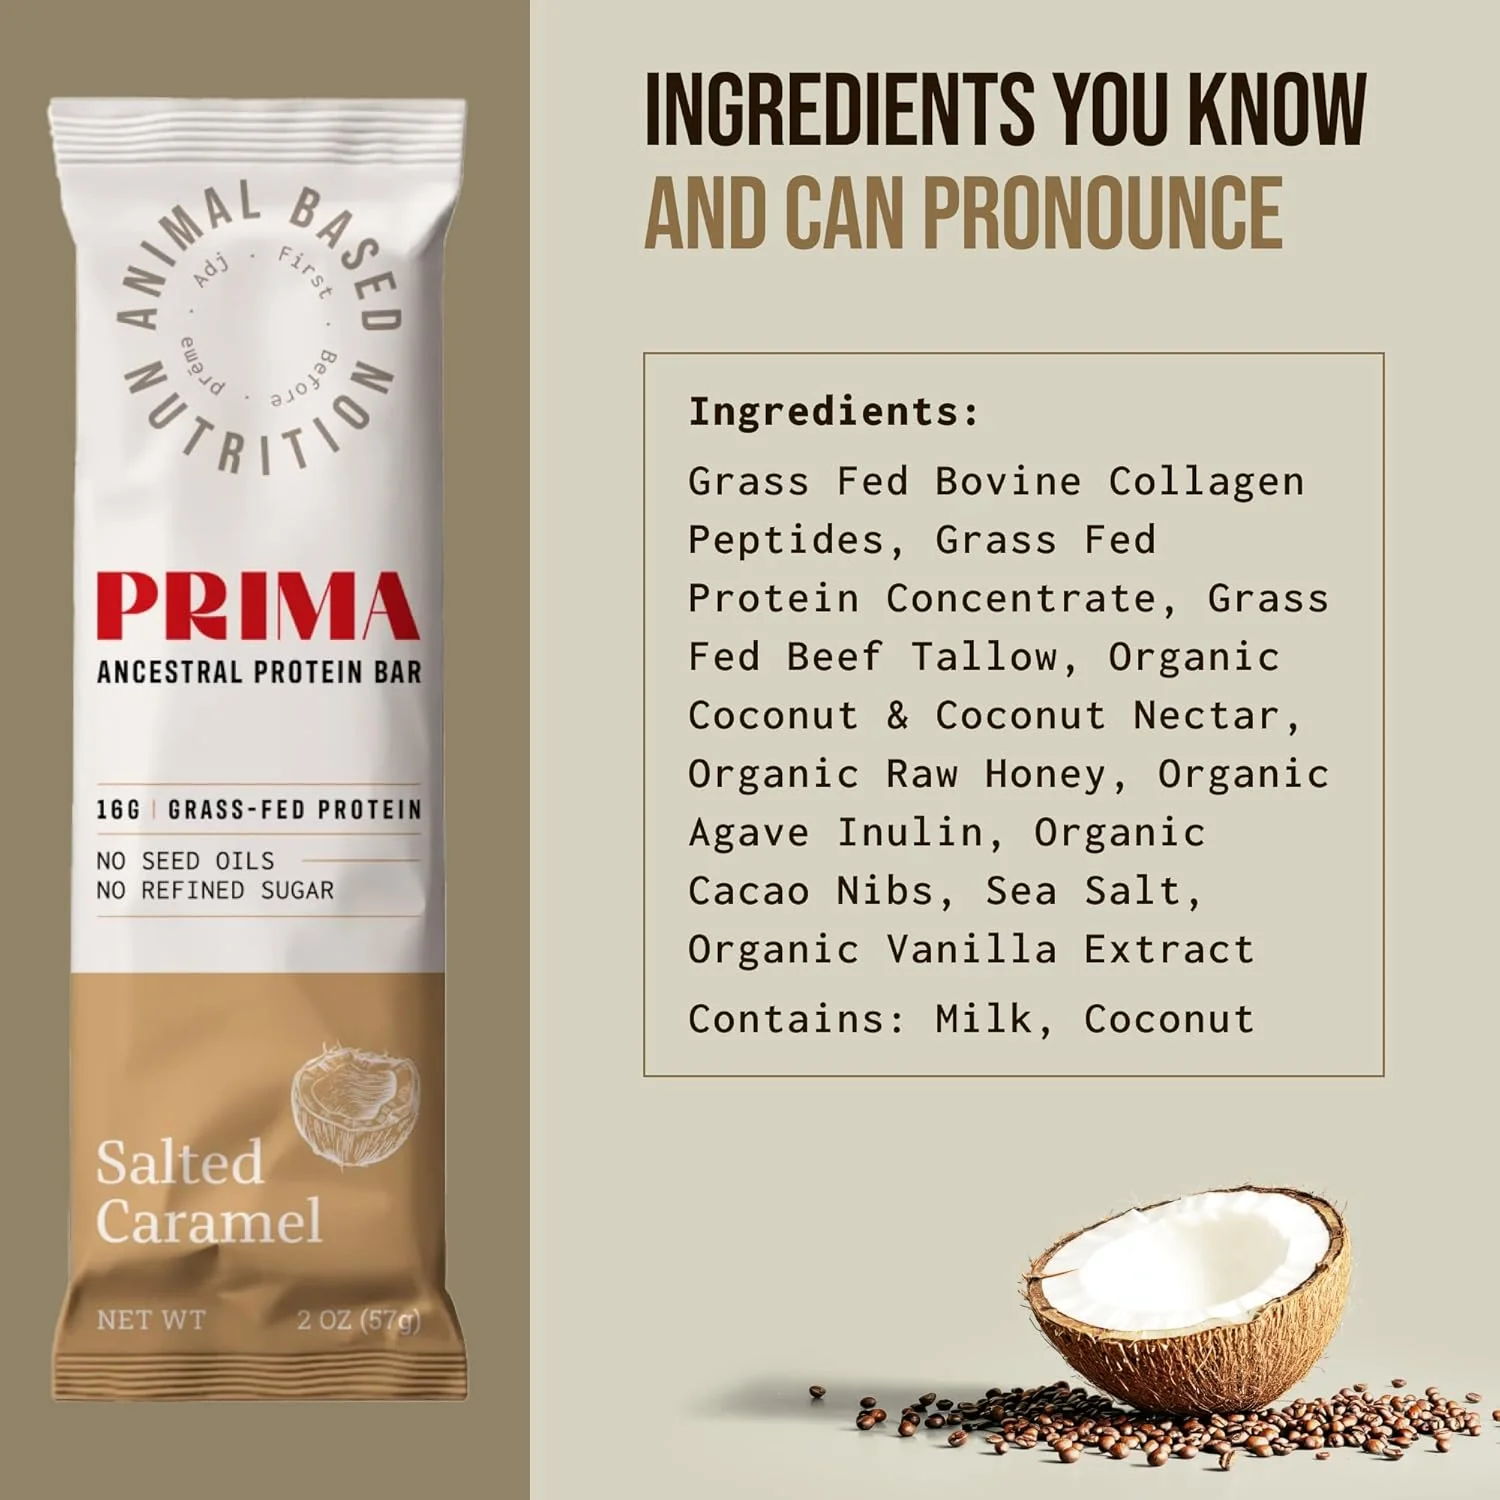 ANIMAL BASED
NUTRITION
Adj · First · Before · prēme ·
PRIMA
ANCESTRAL PROTEIN BAR
16G | GRASS-FED PROTEIN
NO SEED OILS
NO REFINED SUGAR
Salted
Caramel
NET WT 2 OZ (57g)
INGREDIENTS YOU KNOW
AND CAN PRONOUNCE
Ingredients:
Grass Fed Bovine Collagen
Peptides, Grass Fed
Protein Concentrate, Grass
Fed Beef Tallow, Organic
Coconut & Coconut Nectar,
Organic Raw Honey, Organic
Agave Inulin, Organic
Cacao Nibs, Sea Salt,
Organic Vanilla Extract
Contains: Milk, Coconut